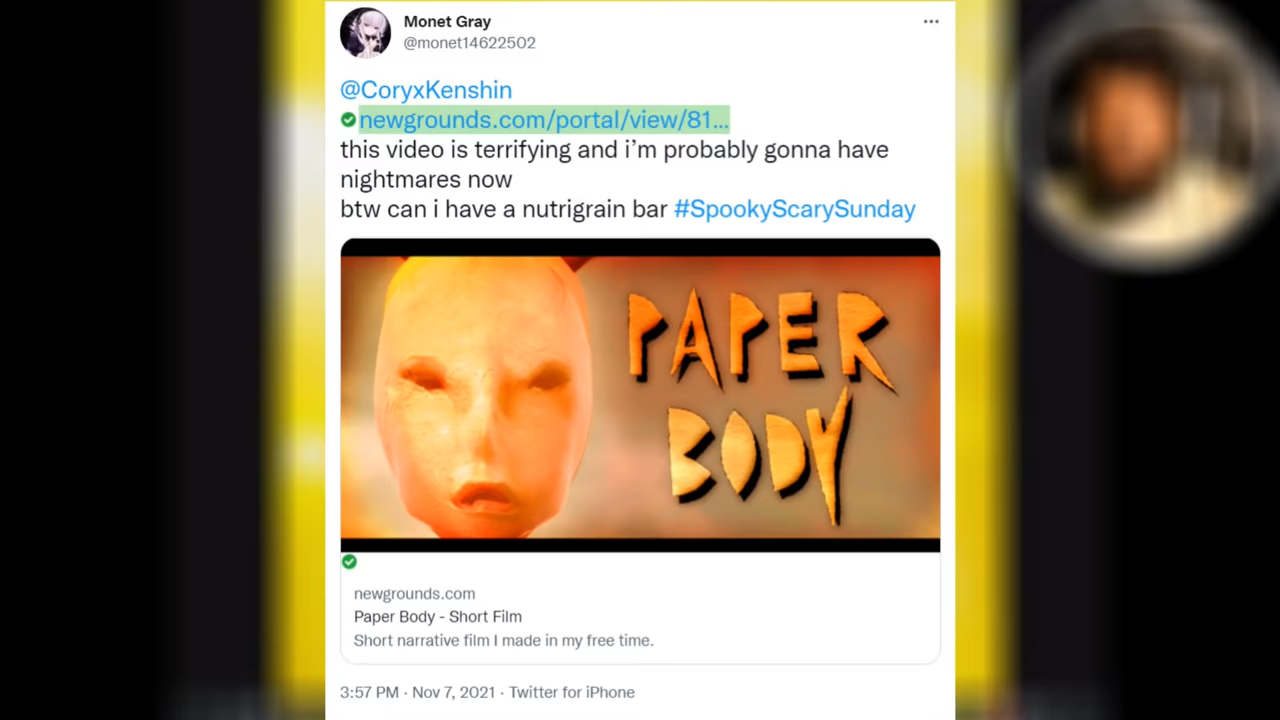 Monet Gray
@monet14622502
@CoryxKenshin
newgrounds.com/portal/view/81...
this video is terrifying and i’m probably gonna have
nightmares now
btw can i have a nutrigrain bar #SpookyScarySunday
PAPER
BODY
newgrounds.com
Paper Body - Short Film
Short narrative film I made in my free time.
3:57 PM · Nov 7, 2021 · Twitter for iPhone